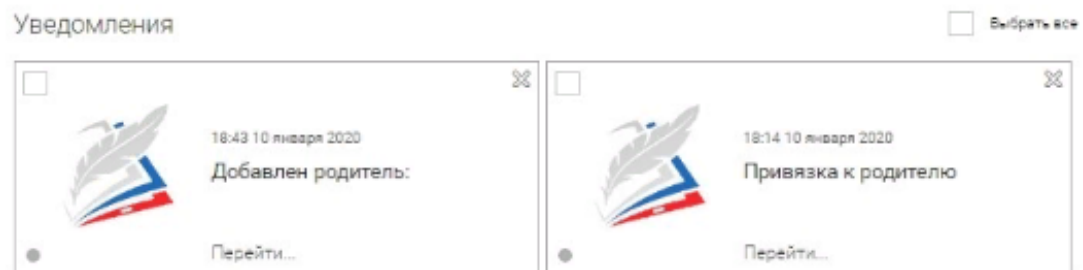 Уведомления
Выбрать все
18:43 10 января 2020
Добавлен родитель:
Перейти...
18:14 10 января 2020
Привязка к родителю
Перейти...